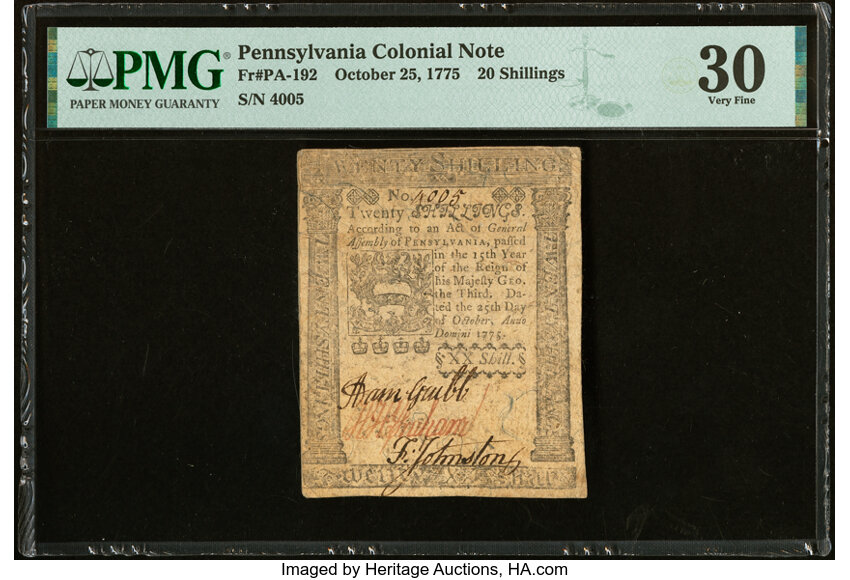 PMG®
PAPER MONEY GUARANTY
Pennsylvania Colonial Note
Fr#PA-192 October 25, 1775 20 Shillings
S/N 4005
30
Very Fine
WENTY SHILLING
No. 4005
Twenty SHILLINGS.
According to an Act of General
Aſſembly of PENSYLVANIA, paſſed
in the 15th Year
of the Reign of
his Majeſty GEO.
the Third. Da-
ted the 25th Day
of October, Anno
Domini 1775.
§ XX Shill. §
F: Johnston
Imaged by Heritage Auctions, HA.com